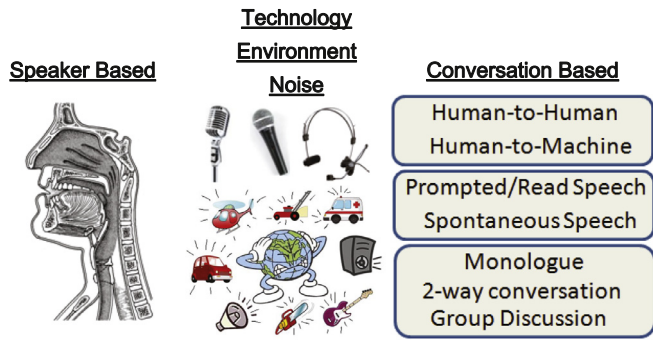 Speaker Based
Technology
Environment
Noise
Conversation Based
Human-to-Human
Human-to-Machine
Prompted/Read Speech
Spontaneous Speech
Monologue
2-way conversation
Group Discussion